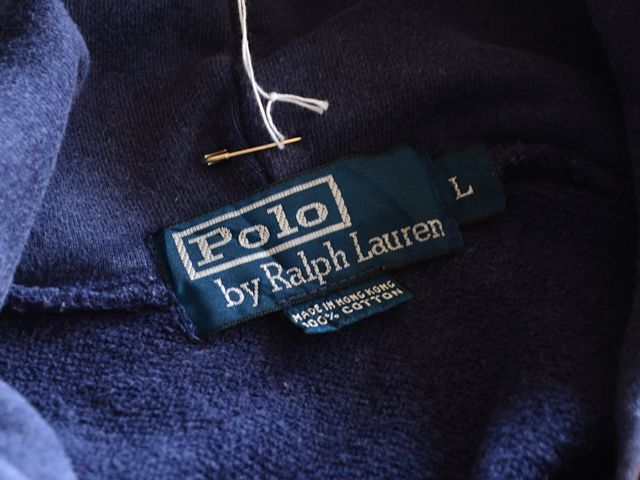 Polo
by Ralph Lauren
L
MADE IN HONG KONG
100% COTTON